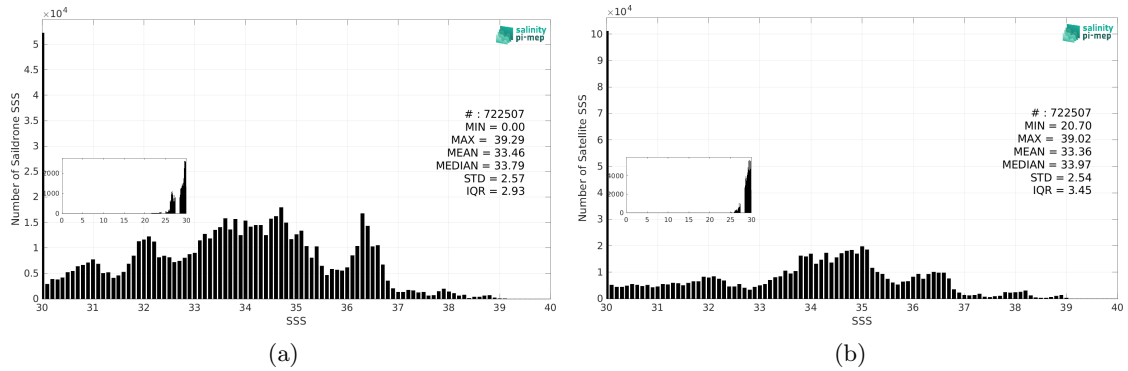 ×10⁴
salinity
pi-mep
Number of Saildrone SSS
5
4.5
4
3.5
3
2.5
2
1.5
1
0.5
0
# : 722507
MIN = 0.00
MAX = 39.29
MEAN = 33.46
MEDIAN = 33.79
STD = 2.57
IQR = 2.93
2000
1000
0
0 5 10 15 20 25 30
30 31 32 33 34 35 36 37 38 39 40
SSS
(a)
×10⁴
salinity
pi-mep
Number of Satellite SSS
10
9
8
7
6
5
4
3
2
1
0
# : 722507
MIN = 20.70
MAX = 39.02
MEAN = 33.36
MEDIAN = 33.97
STD = 2.54
IQR = 3.45
4000
2000
0
0 5 10 15 20 25 30
30 31 32 33 34 35 36 37 38 39 40
SSS
(b)